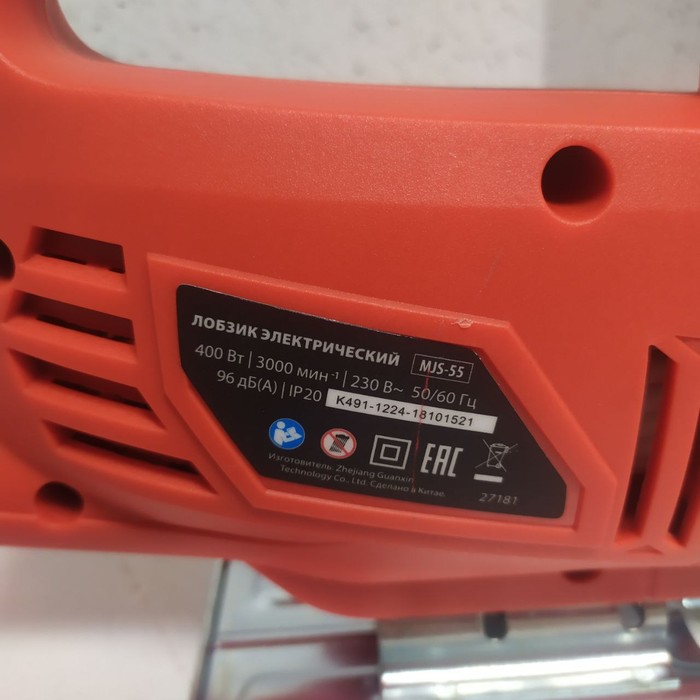 ЛОБЗИК ЭЛЕКТРИЧЕСКИЙ MJS-55
400 Вт | 3000 мин⁻¹ | 230 В~ 50/60 Гц
96 дБ(А) | IP20 K491-1224-18101521
EAC
Изготовитель: Zhejiang Guanxin
Technology Co., Ltd. Сделано в Китае.
27181